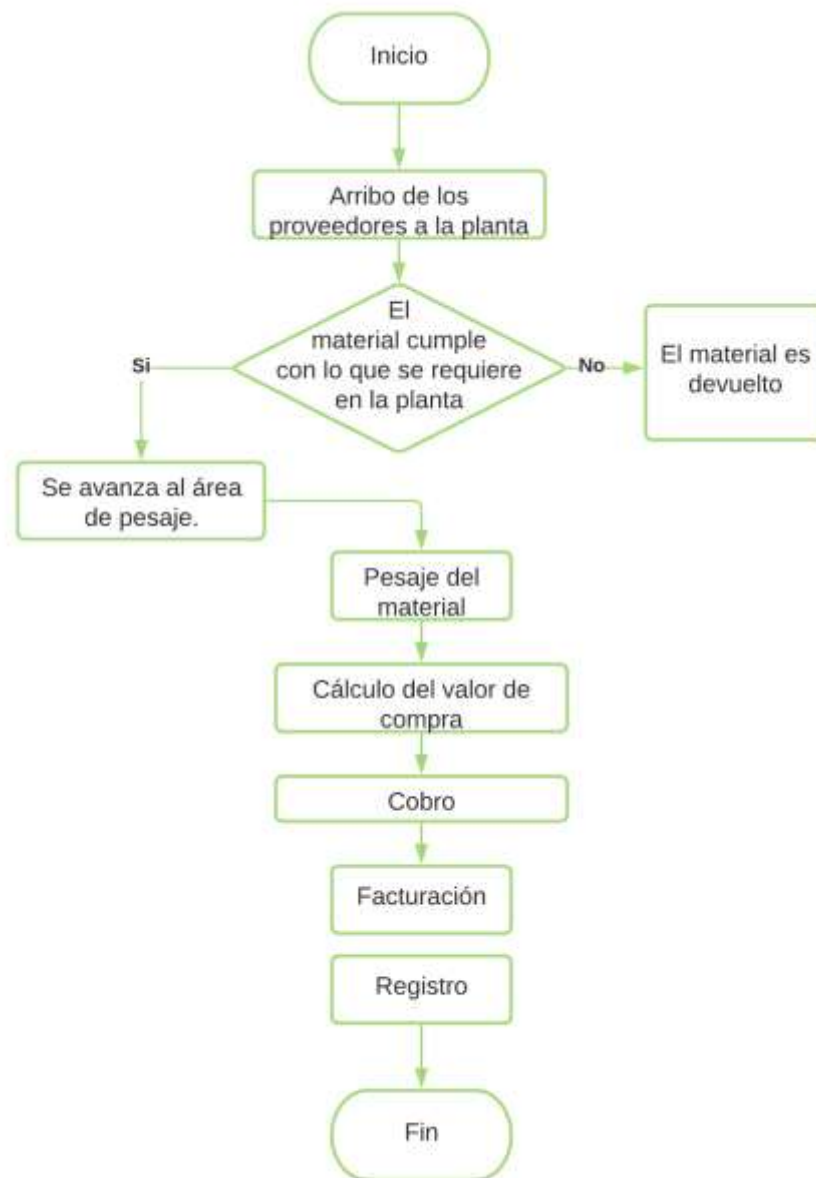 Inicio
Arribo de los
proveedores a la planta
El
material cumple
con lo que se requiere
en la planta
Si
No
El material es
devuelto
Se avanza al área
de pesaje.
Pesaje del
material
Cálculo del valor de
compra
Cobro
Facturación
Registro
Fin